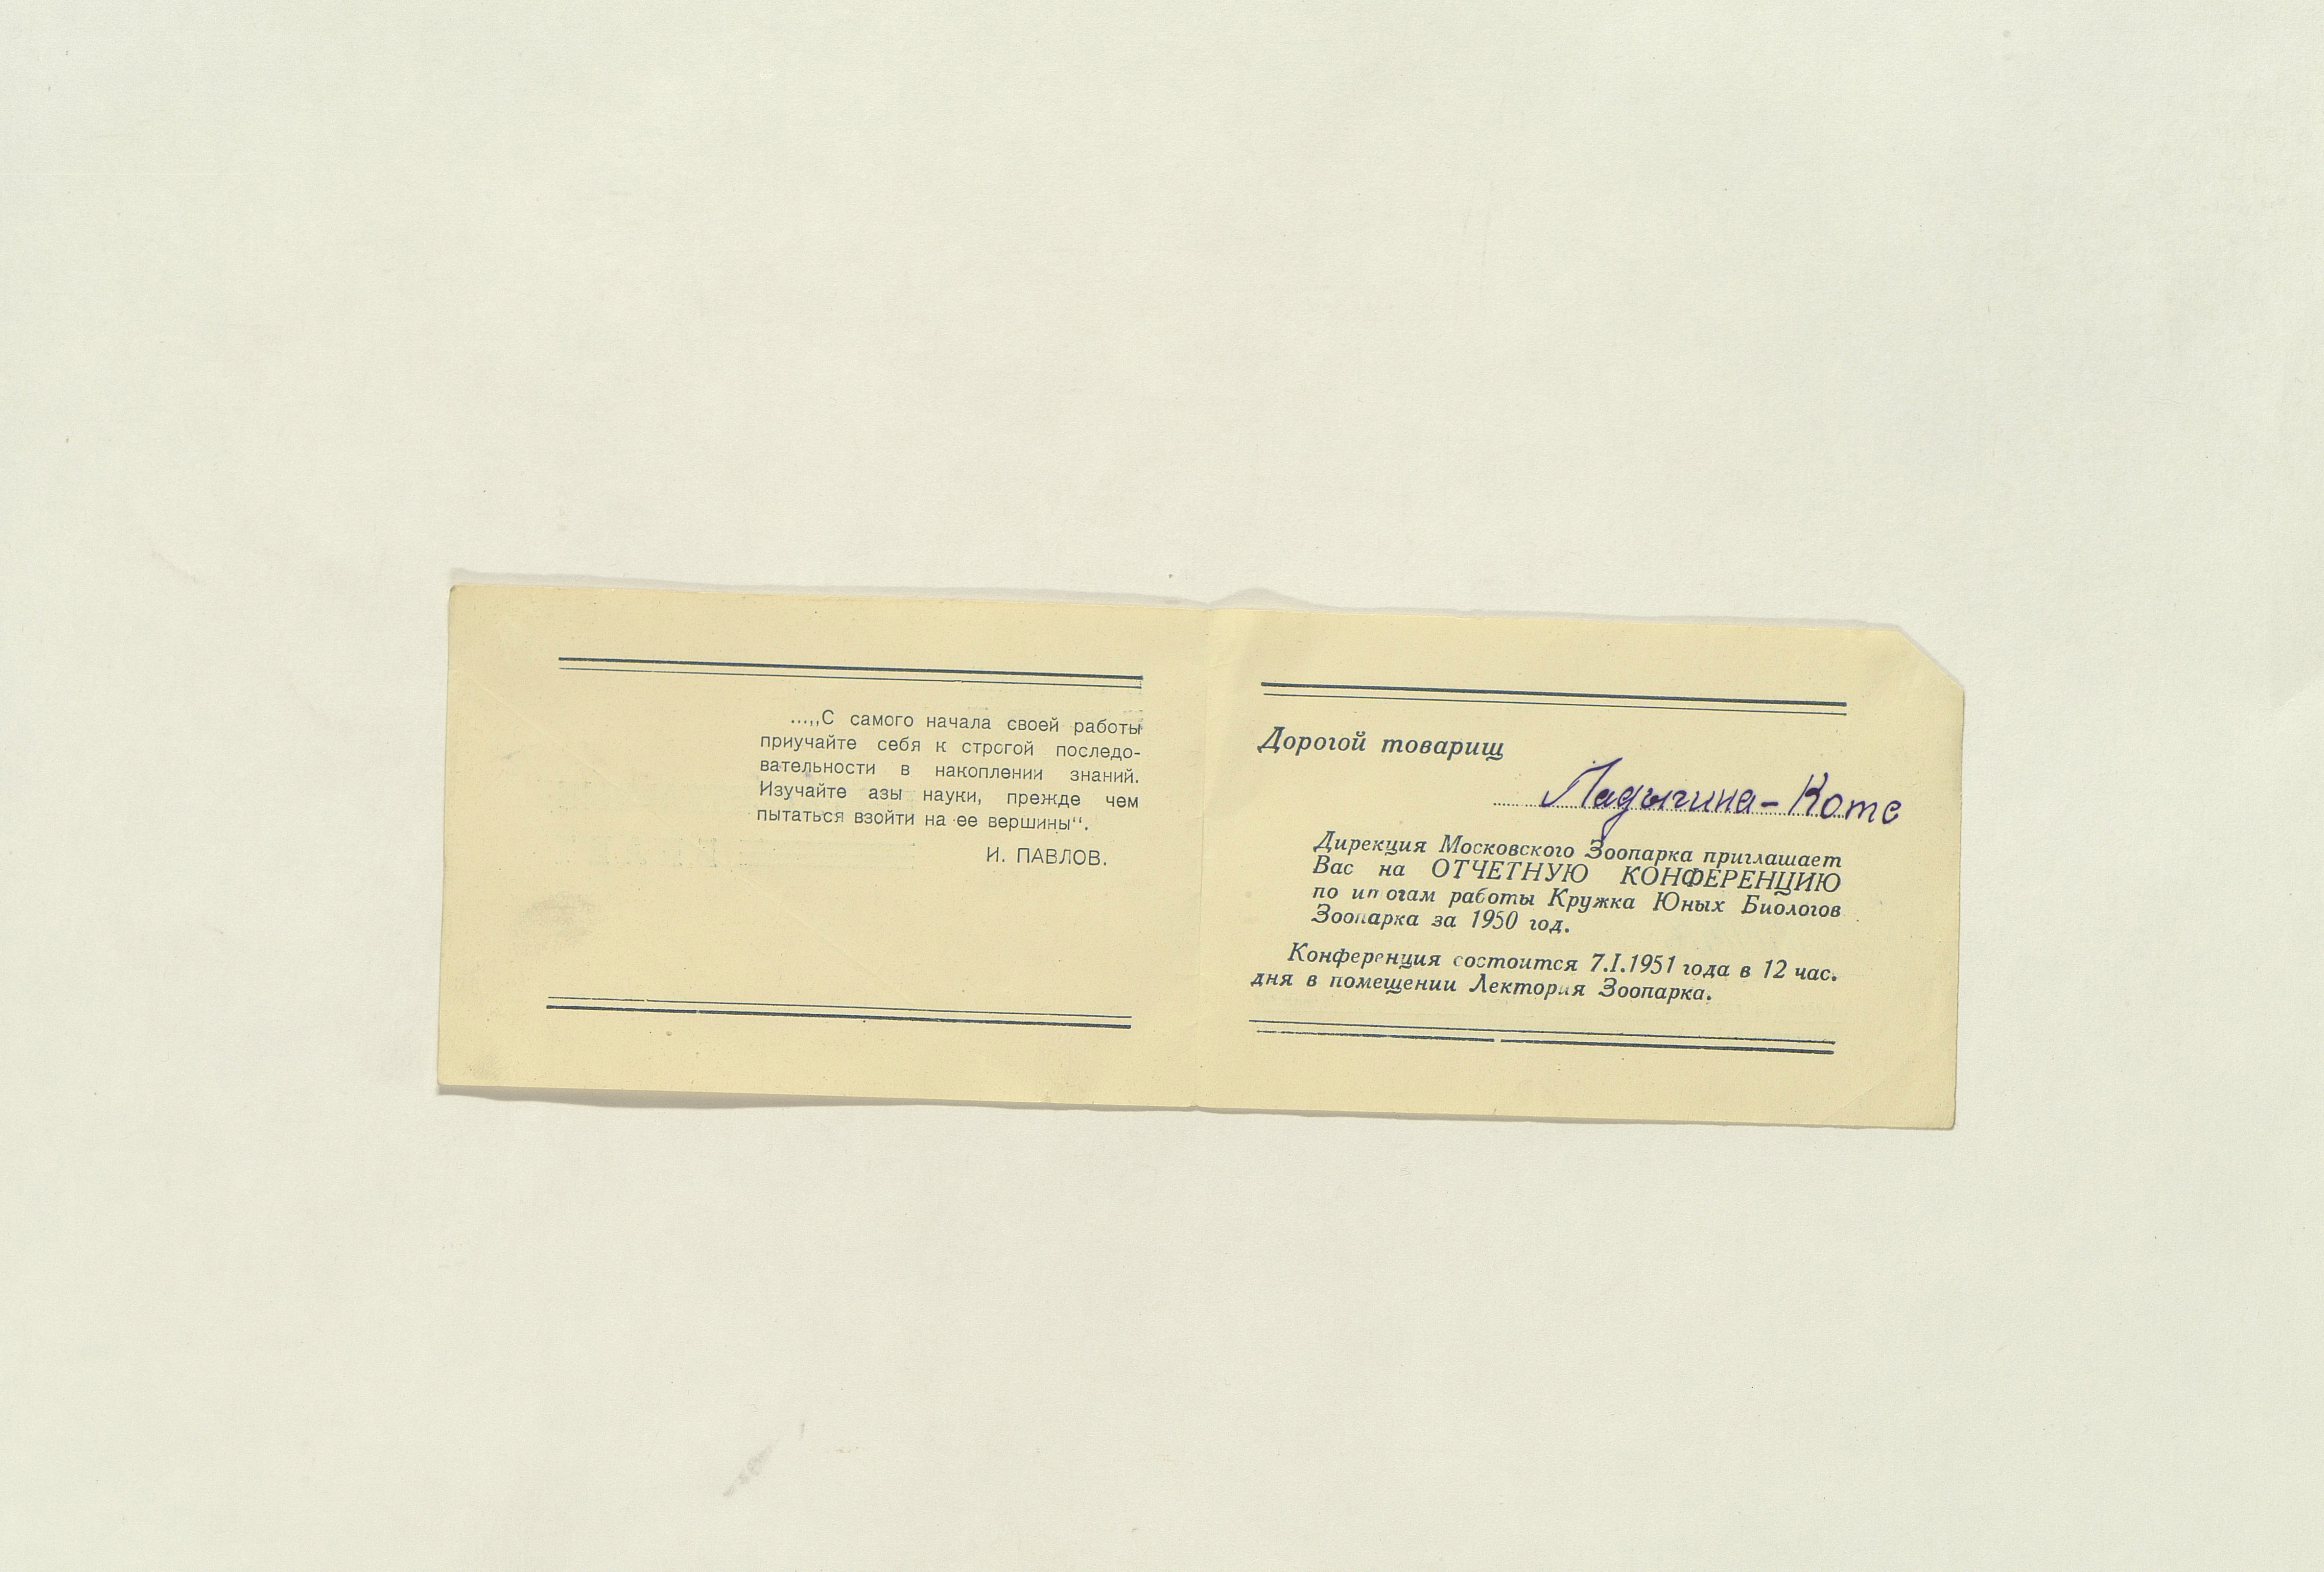 ...„С самого начала своей работы
приучайте себя к строгой последо-
вательности в накоплении знаний.
Изучайте азы науки, прежде чем
пытаться взойти на ее вершины“.
И. ПАВЛОВ.
Дорогой товарищ
Ладыгина-Котс
Дирекция Московского Зоопарка приглашает
Вас на ОТЧЕТНУЮ КОНФЕРЕНЦИЮ
по итогам работы Кружка Юных Биологов
Зоопарка за 1950 год.
Конференция состоится 7.I.1951 года в 12 час.
дня в помещении Лектория Зоопарка.